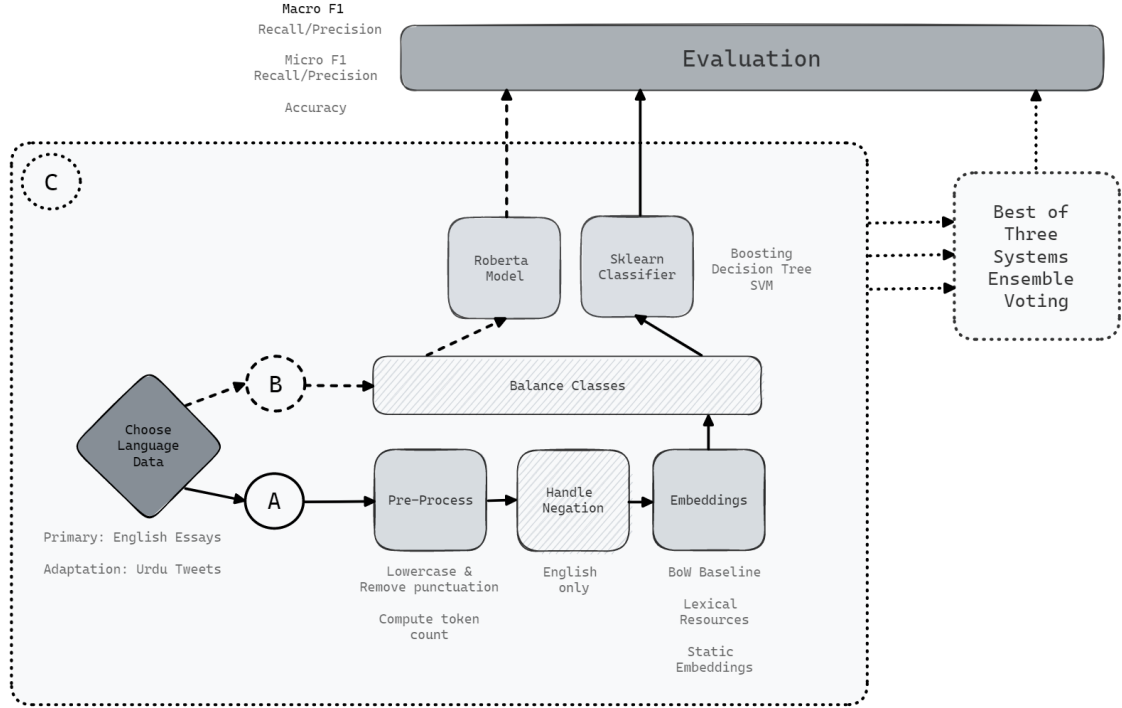 Macro F1
Recall/Precision
Micro F1
Recall/Precision
Accuracy
Evaluation
C
Best of
Three
Systems
Ensemble
Voting
Roberta
Model
Sklearn
Classifier
Boosting
Decision Tree
SVM
B
Balance Classes
Choose
Language
Data
A
Pre-Process
Handle
Negation
Embeddings
Primary: English Essays
Adaptation: Urdu Tweets
Lowercase &
Remove punctuation
Compute token
count
English
only
BoW Baseline
Lexical
Resources
Static
Embeddings